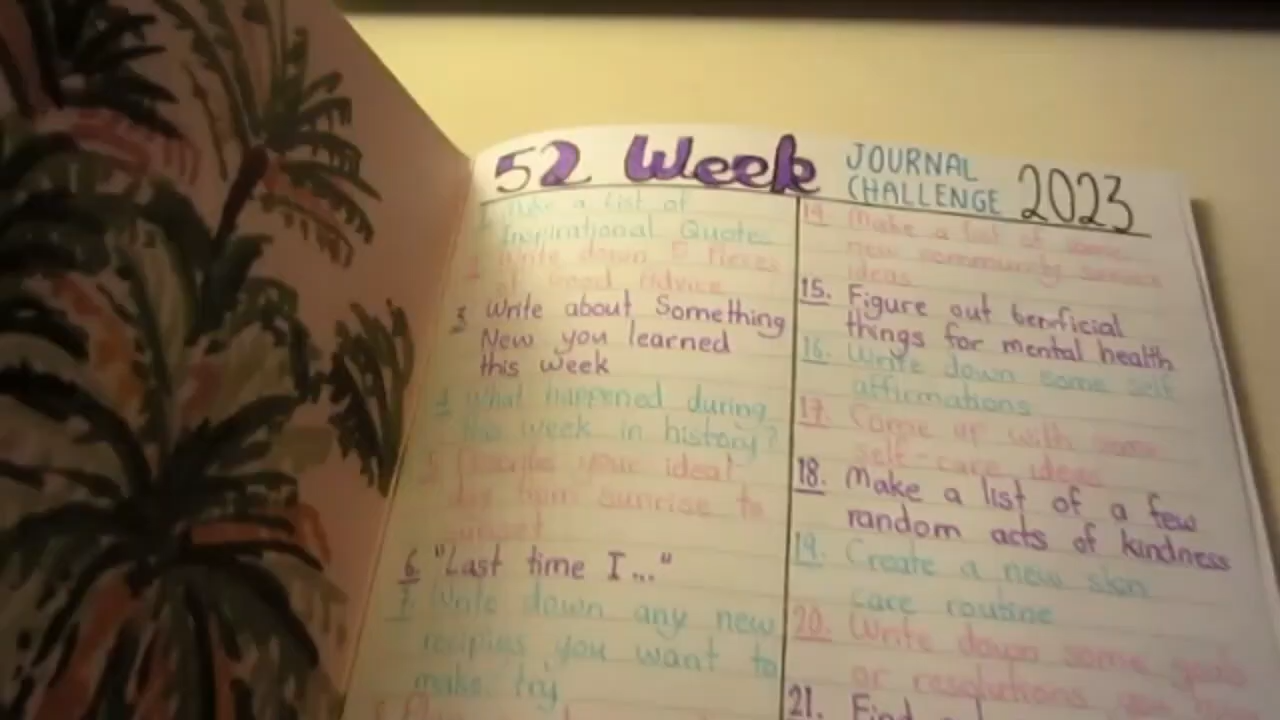 52 Week JOURNAL CHALLENGE 2023
1. Make a List of
Inspirational Quotes
2. Write down 5 Pieces
of Good Advice
3. Write about Something
New you learned
this week
4. What happened during
this week in history?
5. Describe your ideal
day from sunrise to
sunset
6. "Last time I..."
7. Write down any new
recipies you want to
make/try
14. Make a list of some
new community service
ideas
15. Figure out benificial
things for mental health
16. Write down some self
affirmations
17. Come up with some
self-care ideas
18. Make a list of a few
random acts of kindness
19. Create a new skin
care routine
20. Write down some goals
or resolutions
21. Find